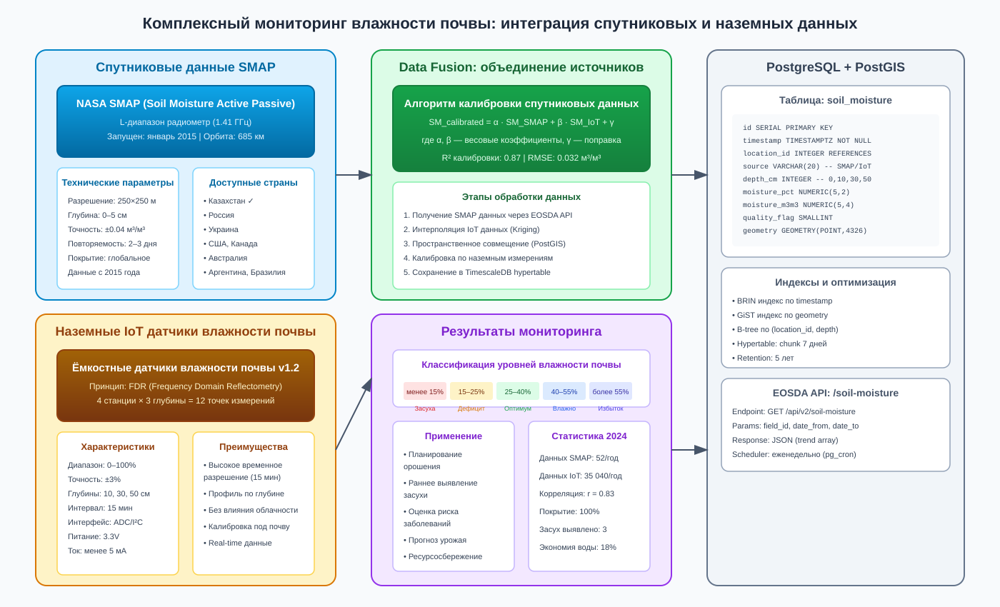 Комплексный мониторинг влажности почвы: интеграция спутниковых и наземных данных
Спутниковые данные SMAP
NASA SMAP (Soil Moisture Active Passive)
L-диапазон радиометр (1.41 ГГц)
Запущен: январь 2015 | Орбита: 685 км
Технические параметры
Разрешение: 250×250 м
Глубина: 0–5 см
Точность: ±0.04 м³/м³
Повторяемость: 2–3 дня
Покрытие: глобальное
Данные с 2015 года
Доступные страны
• Казахстан ✓
• Россия
• Украина
• США, Канада
• Австралия
• Аргентина, Бразилия
Data Fusion: объединение источников
Алгоритм калибровки спутниковых данных
SM_calibrated = α · SM_SMAP + β · SM_IoT + γ
где α, β — весовые коэффициенты, γ — поправка
R² калибровки: 0.87 | RMSE: 0.032 м³/м³
Этапы обработки данных
1. Получение SMAP данных через EOSDA API
2. Интерполяция IoT данных (Kriging)
3. Пространственное совмещение (PostGIS)
4. Калибровка по наземным измерениям
5. Сохранение в TimescaleDB hypertable
PostgreSQL + PostGIS
Таблица: soil_moisture
id SERIAL PRIMARY KEY
timestamp TIMESTAMPTZ NOT NULL
location_id INTEGER REFERENCES
source VARCHAR(20) -- SMAP/IoT
depth_cm INTEGER -- 0,10,30,50
moisture_pct NUMERIC(5,2)
moisture_m3m3 NUMERIC(5,4)
quality_flag SMALLINT
geometry GEOMETRY(POINT,4326)
Индексы и оптимизация
• BRIN индекс по timestamp
• GiST индекс по geometry
• B-tree по (location_id, depth)
• Hypertable: chunk 7 дней
• Retention: 5 лет
EOSDA API: /soil-moisture
Endpoint: GET /api/v2/soil-moisture
Params: field_id, date_from, date_to
Response: JSON (trend array)
Scheduler: еженедельно (pg_cron)
Наземные IoT датчики влажности почвы
Ёмкостные датчики влажности почвы v1.2
Принцип: FDR (Frequency Domain Reflectometry)
4 станции × 3 глубины = 12 точек измерений
Характеристики
Диапазон: 0–100%
Точность: ±3%
Глубины: 10, 30, 50 см
Интервал: 15 мин
Интерфейс: ADC/I²C
Питание: 3.3V
Ток: менее 5 мА
Преимущества
• Высокое временное
разрешение (15 мин)
• Профиль по глубине
• Без влияния облачности
• Калибровка под почву
• Real-time данные
Результаты мониторинга
Классификация уровней влажности почвы
менее 15% 15–25% 25–40% 40–55% более 55%
Засуха Дефицит Оптимум Влажно Избыток
Применение
• Планирование
орошения
• Раннее выявление
засухи
• Оценка риска
заболеваний
• Прогноз урожая
• Ресурсосбережение
Статистика 2024
Данных SMAP: 52/год
Данных IoT: 35 040/год
Корреляция: r = 0.83
Покрытие: 100%
Засух выявлено: 3
Экономия воды: 18%